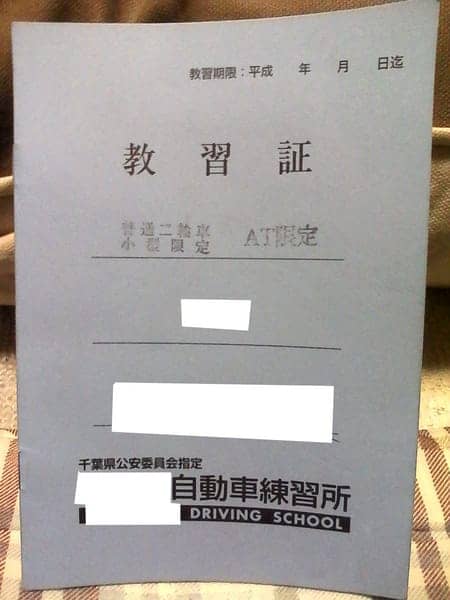 教習期限：平成　　年　　月　　日迄
教習証
普通二輪車
小型限定
AT限定
千葉県公安委員会指定
自動車練習所
DRIVING SCHOOL